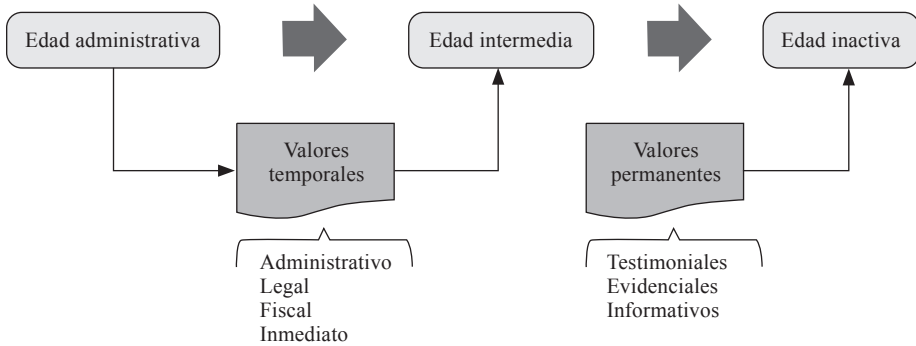 Edad administrativa
Edad intermedia
Edad inactiva
Valores
temporales
Valores
permanentes
Administrativo
Legal
Fiscal
Inmediato
Testimoniales
Evidenciales
Informativos